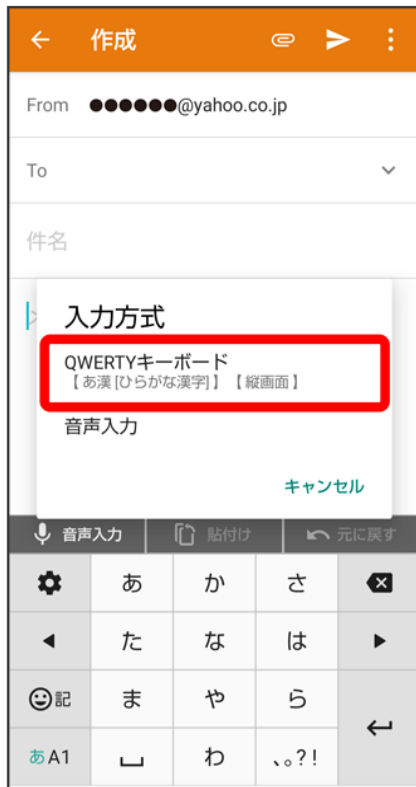 作成
From ●●●●●●@yahoo.co.jp
To
件名
入力方式
QWERTYキーボード
【あ漢[ひらがな漢字]】【縦画面】
音声入力
キャンセル
音声入力 貼付け 元に戻す
あ か さ
た な は
記 ま や ら
あA1 わ 、。?!